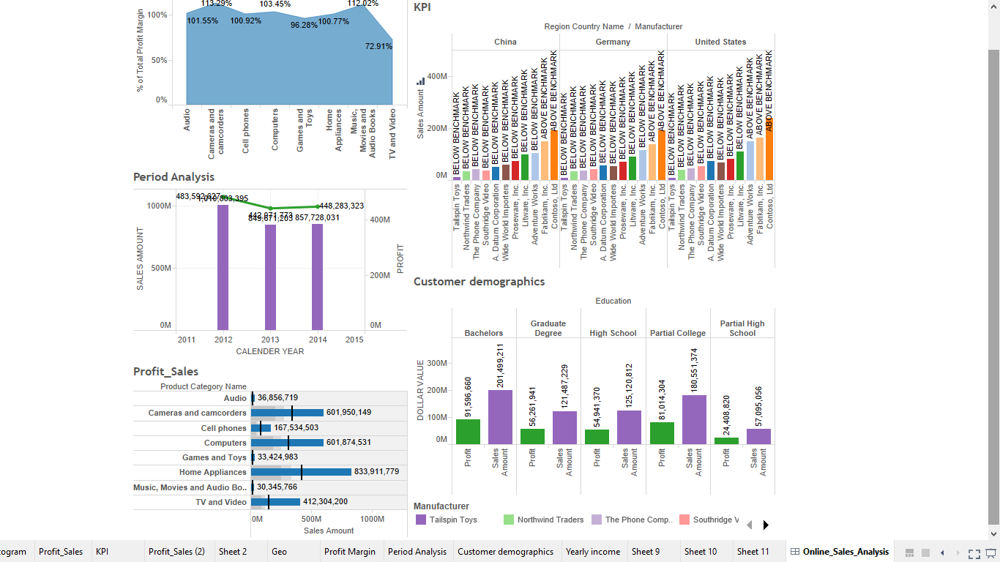 % of Total Profit Margin
100%
50%
0%
101.55%
113.29%
100.92%
103.45%
96.28%
100.77%
112.02%
72.91%
Audio
Cameras and
camcorders
Cell phones
Computers
Games and
Toys
Home
Appliances
Music,
Movies and
Audio Books
TV and Video
Period Analysis
SALES AMOUNT
1000M
500M
0M
483,592,627
1,010,803,395
849,671,203
857,728,031
448,283,323
400M
200M
0M
PROFIT
2011
2012
2013
2014
2015
CALENDER YEAR
Profit_Sales
Product Category Name
Audio
36,856,719
Cameras and camcorders
601,950,149
Cell phones
167,534,503
Computers
601,874,531
Games and Toys
33,424,983
Home Appliances
833,911,779
Music, Movies and Audio Bo..
30,345,766
TV and Video
412,304,200
0M
500M
1000M
Sales Amount
KPI
Region Country Name / Manufacturer
China
Germany
United States
Sales Amount
400M
200M
0M
BELOW BENCHMARK
BELOW BENCHMARK
BELOW BENCHMARK
BELOW BENCHMARK
BELOW BENCHMARK
BELOW BENCHMARK
BELOW BENCHMARK
BELOW BENCHMARK
BELOW BENCHMARK
ABOVE BENCHMARK
ABOVE BENCHMARK
BELOW BENCHMARK
BELOW BENCHMARK
BELOW BENCHMARK
BELOW BENCHMARK
BELOW BENCHMARK
BELOW BENCHMARK
BELOW BENCHMARK
BELOW BENCHMARK
BELOW BENCHMARK
ABOVE BENCHMARK
ABOVE BENCHMARK
BELOW BENCHMARK
BELOW BENCHMARK
BELOW BENCHMARK
BELOW BENCHMARK
BELOW BENCHMARK
BELOW BENCHMARK
BELOW BENCHMARK
BELOW BENCHMARK
ABOVE BENCHMARK
ABOVE BENCHMARK
ABOVE BENCHMARK
Tailspin Toys
Northwind Traders
The Phone Company
Southridge Video
A. Datum Corporation
Wide World Importers
Proseware, Inc.
Litware, Inc.
Adventure Works
Fabrikam, Inc.
Contoso, Ltd
Tailspin Toys
Northwind Traders
The Phone Company
Southridge Video
A. Datum Corporation
Wide World Importers
Proseware, Inc.
Litware, Inc.
Adventure Works
Fabrikam, Inc.
Contoso, Ltd
Tailspin Toys
Northwind Traders
The Phone Company
Southridge Video
A. Datum Corporation
Wide World Importers
Proseware, Inc.
Litware, Inc.
Adventure Works
Fabrikam, Inc.
Contoso, Ltd
Customer demographics
Education
Bachelors
Graduate
Degree
High School
Partial College
Partial High
School
DOLLAR VALUE
300M
200M
100M
0M
91,596,660
201,499,211
56,261,941
121,487,229
54,941,370
125,120,812
81,014,304
180,551,374
24,408,820
57,095,056
Profit
Sales
Amount
Profit
Sales
Amount
Profit
Sales
Amount
Profit
Sales
Amount
Profit
Sales
Amount
Manufacturer
Tailspin Toys
Northwind Traders
The Phone Comp..
Southridge V
ogram
Profit_Sales
KPI
Profit_Sales (2)
Sheet 2
Geo
Profit Margin
Period Analysis
Customer demographics
Yearly income
Sheet 9
Sheet 10
Sheet 11
Online_Sales_Analysis